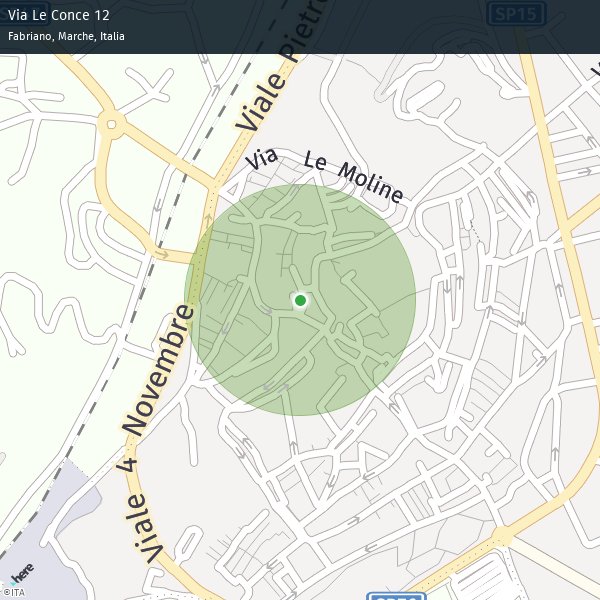 Via Le Conce 12
Fabriano, Marche, Italia
SP15
Viale Pietro
Via Le Moline
Viale 4 Novembre
here
©ITA